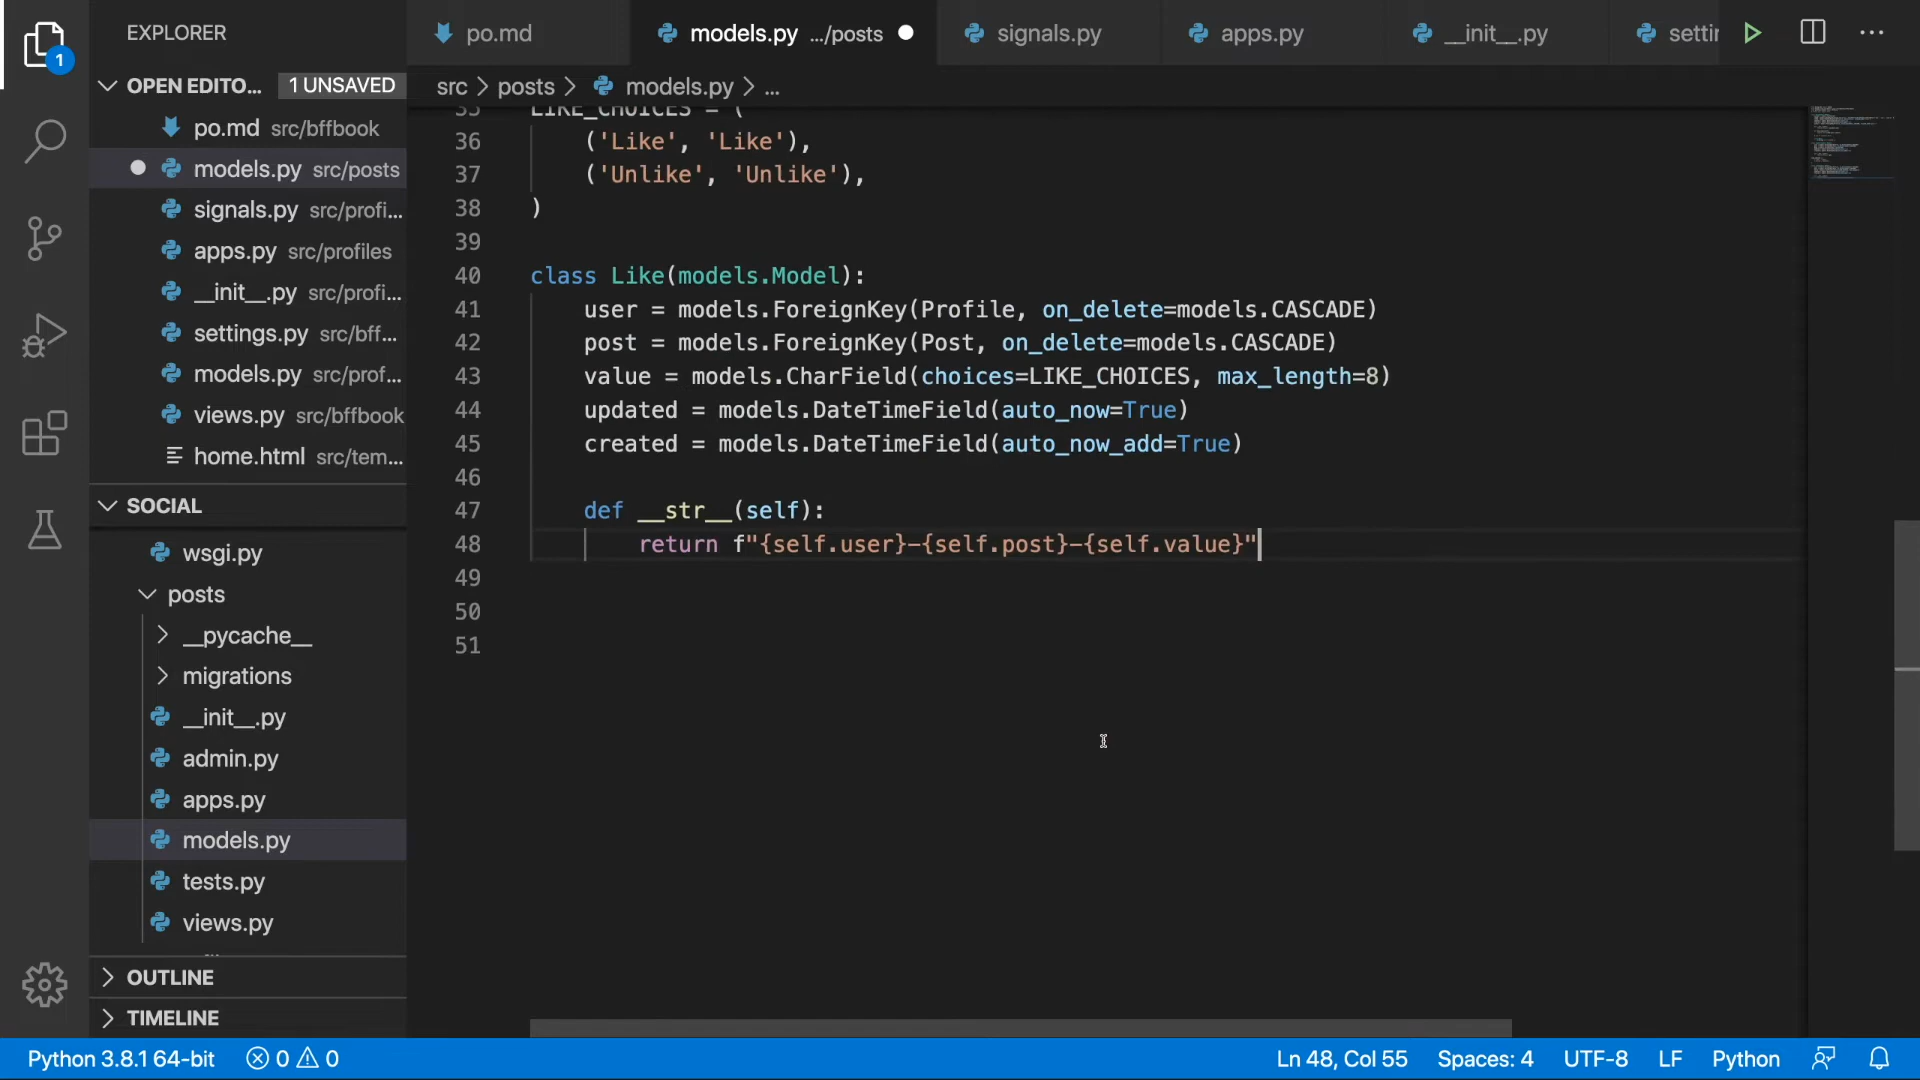 EXPLORER
po.md
models.py .../posts
signals.py
apps.py
__init__.py
settin
1
OPEN EDITO...
1 UNSAVED
src > posts > models.py > ...
po.md src/bffbook
models.py src/posts
signals.py src/profi...
apps.py src/profiles
__init__.py src/profi...
settings.py src/bff...
models.py src/prof...
views.py src/bffbook
home.html src/tem...
SOCIAL
wsgi.py
posts
__pycache__
migrations
__init__.py
admin.py
apps.py
models.py
tests.py
views.py
OUTLINE
TIMELINE
35 LIKE_CHOICES = (
36 ('Like', 'Like'),
37 ('Unlike', 'Unlike'),
38 )
39
40 class Like(models.Model):
41 user = models.ForeignKey(Profile, on_delete=models.CASCADE)
42 post = models.ForeignKey(Post, on_delete=models.CASCADE)
43 value = models.CharField(choices=LIKE_CHOICES, max_length=8)
44 updated = models.DateTimeField(auto_now=True)
45 created = models.DateTimeField(auto_now_add=True)
46
47 def __str__(self):
48 return f"{self.user}-{self.post}-{self.value}"
49
50
51
Python 3.8.1 64-bit
0
0
Ln 48, Col 55
Spaces: 4
UTF-8
LF
Python